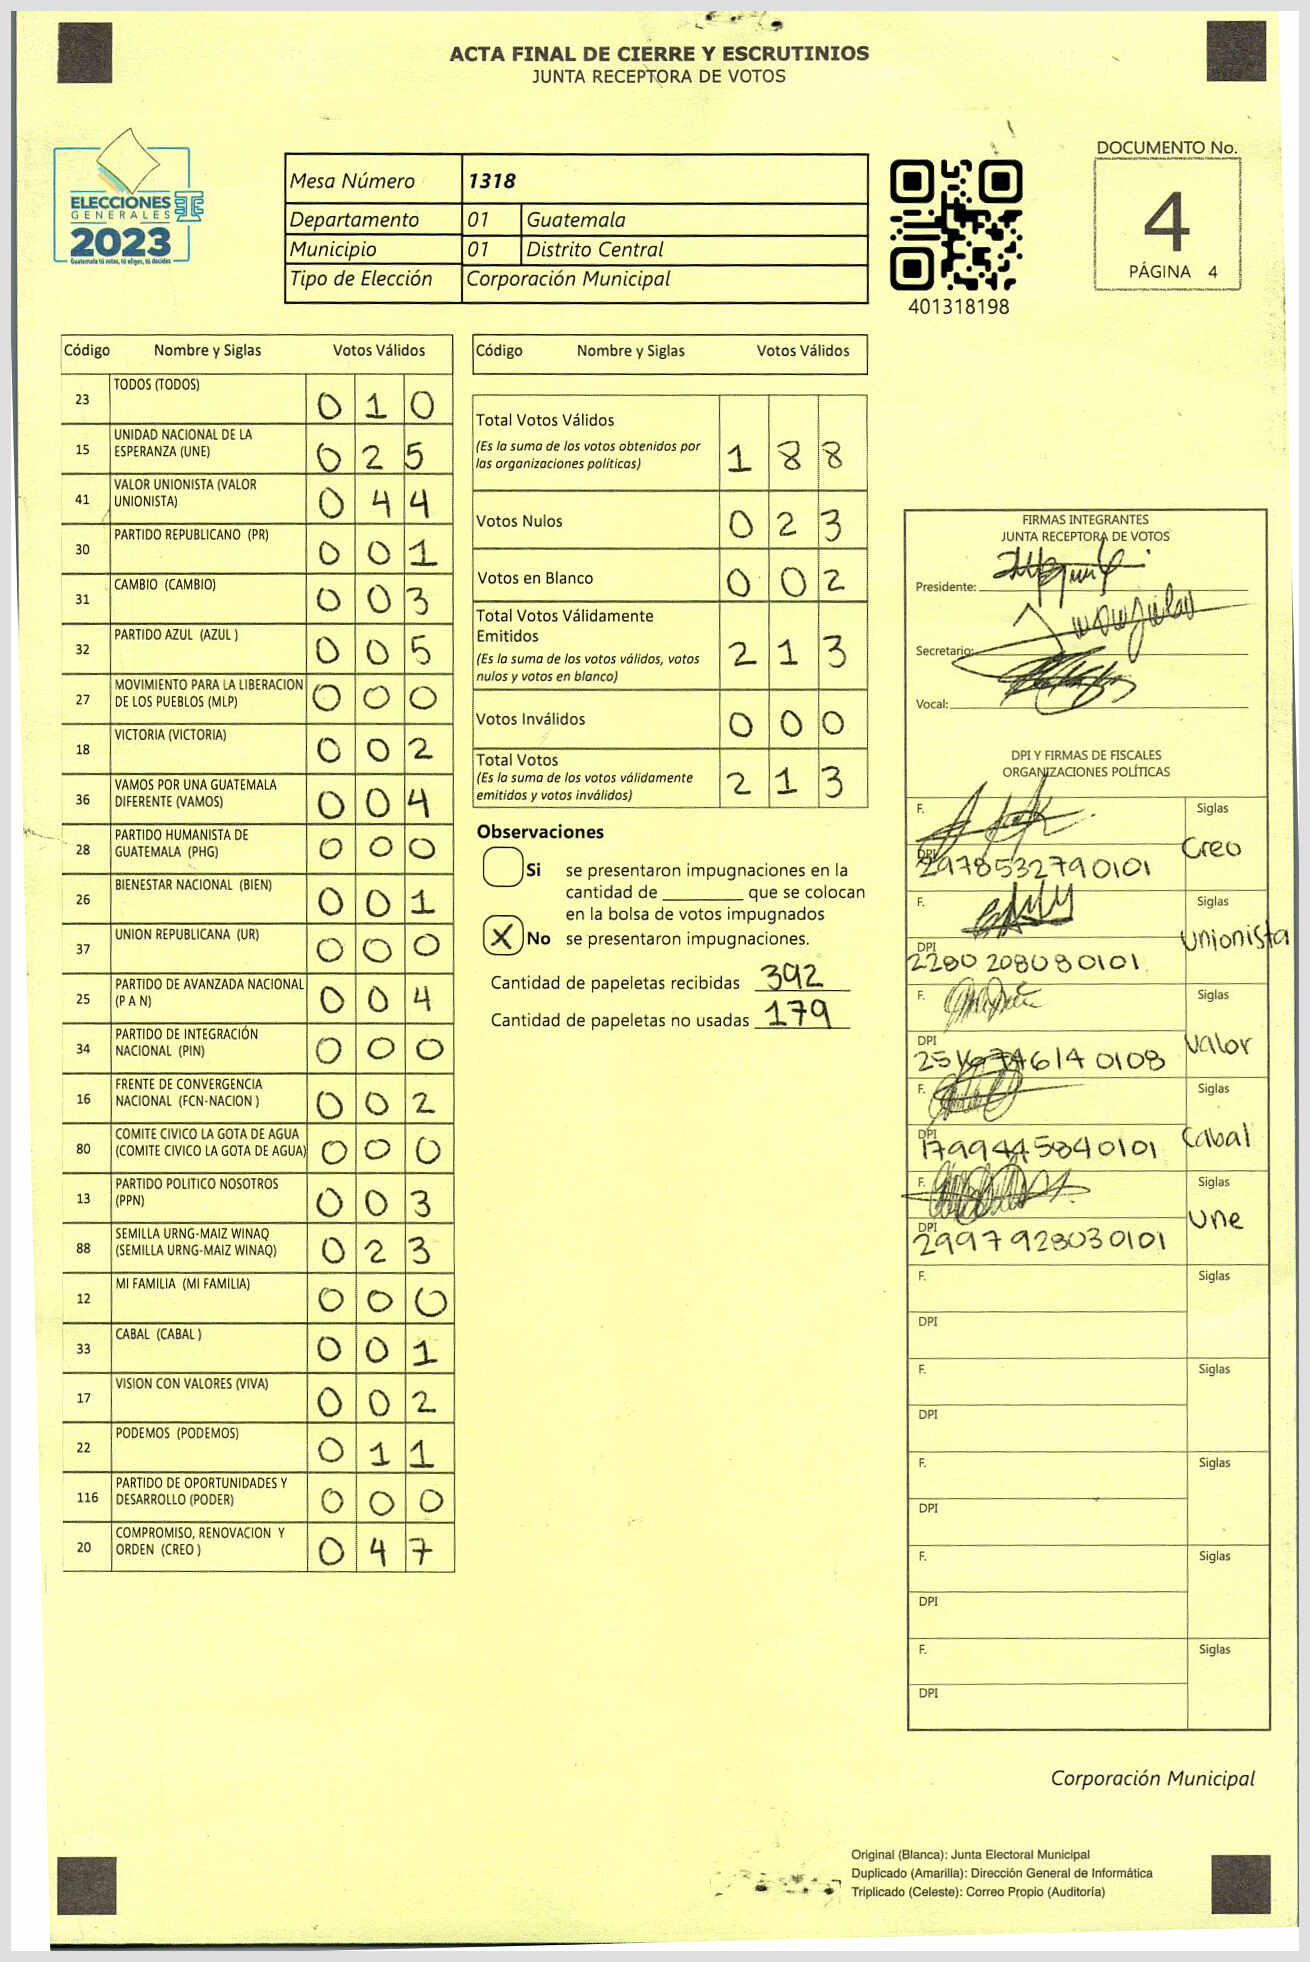 ACTA FINAL DE CIERRE Y ESCRUTINIOS
JUNTA RECEPTORA DE VOTOS
ELECCIONES
GENERALES
2023
Guatemala tú votas, tú eliges, tú decides
Mesa Número 1318
Departamento 01 Guatemala
Municipio 01 Distrito Central
Tipo de Elección Corporación Municipal
401318198
DOCUMENTO No.
4
PÁGINA 4
Código Nombre y Siglas Votos Válidos
23 TODOS (TODOS) 0 1 0
15 UNIDAD NACIONAL DE LA
ESPERANZA (UNE) 0 2 5
41 VALOR UNIONISTA (VALOR
UNIONISTA) 0 4 4
30 PARTIDO REPUBLICANO (PR) 0 0 1
31 CAMBIO (CAMBIO) 0 0 3
32 PARTIDO AZUL (AZUL ) 0 0 5
27 MOVIMIENTO PARA LA LIBERACION
DE LOS PUEBLOS (MLP) 0 0 0
18 VICTORIA (VICTORIA) 0 0 2
36 VAMOS POR UNA GUATEMALA
DIFERENTE (VAMOS) 0 0 4
28 PARTIDO HUMANISTA DE
GUATEMALA (PHG) 0 0 0
26 BIENESTAR NACIONAL (BIEN) 0 0 1
37 UNION REPUBLICANA (UR) 0 0 0
25 PARTIDO DE AVANZADA NACIONAL
(P A N) 0 0 4
34 PARTIDO DE INTEGRACIÓN
NACIONAL (PIN) 0 0 0
16 FRENTE DE CONVERGENCIA
NACIONAL (FCN-NACION ) 0 0 2
80 COMITE CIVICO LA GOTA DE AGUA
(COMITE CIVICO LA GOTA DE AGUA) 0 0 0
13 PARTIDO POLITICO NOSOTROS
(PPN) 0 0 3
88 SEMILLA URNG-MAIZ WINAQ
(SEMILLA URNG-MAIZ WINAQ) 0 2 3
12 MI FAMILIA (MI FAMILIA) 0 0 0
33 CABAL (CABAL ) 0 0 1
17 VISION CON VALORES (VIVA) 0 0 2
22 PODEMOS (PODEMOS) 0 1 1
116 PARTIDO DE OPORTUNIDADES Y
DESARROLLO (PODER) 0 0 0
20 COMPROMISO, RENOVACION Y
ORDEN (CREO ) 0 4 7
Código Nombre y Siglas Votos Válidos
Total Votos Válidos
(Es la suma de los votos obtenidos por
las organizaciones políticas) 1 8 8
Votos Nulos 0 2 3
Votos en Blanco 0 0 2
Total Votos Válidamente
Emitidos
(Es la suma de los votos válidos, votos
nulos y votos en blanco) 2 1 3
Votos Inválidos 0 0 0
Total Votos
(Es la suma de los votos válidamente
emitidos y votos inválidos) 2 1 3
Observaciones
Si se presentaron impugnaciones en la
cantidad de ________ que se colocan
en la bolsa de votos impugnados
X No se presentaron impugnaciones.
Cantidad de papeletas recibidas 392
Cantidad de papeletas no usadas 179
FIRMAS INTEGRANTES
JUNTA RECEPTORA DE VOTOS
Presidente:
Secretario:
Vocal:
DPI Y FIRMAS DE FISCALES
ORGANIZACIONES POLÍTICAS
F. Siglas
Creo
DPI
2978532790101
F. Siglas
Unionista
DPI
2280 208080101
F. Siglas
Valor
DPI
F. Siglas
Cabal
DPI
1799445840101
F. Siglas
Une
DPI
2997928030101
F. Siglas
DPI
F. Siglas
DPI
F. Siglas
DPI
F. Siglas
DPI
F. Siglas
DPI
Corporación Municipal
Original (Blanca): Junta Electoral Municipal
Duplicado (Amarilla): Dirección General de Informática
Triplicado (Celeste): Correo Propio (Auditoría)